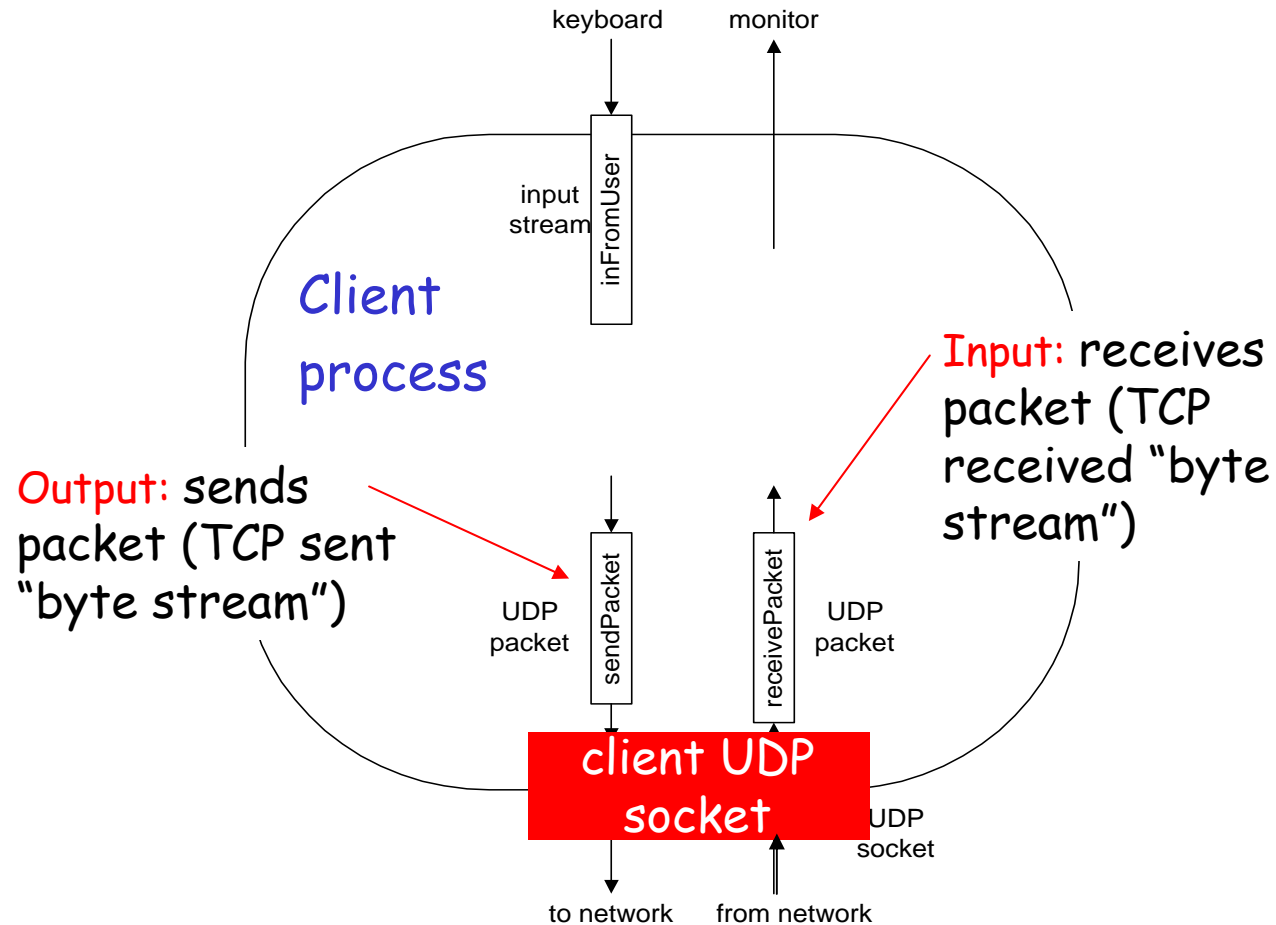 keyboard
monitor
input
stream
inFromUser
Client
process
Input: receives
packet (TCP
received “byte
stream”)
Output: sends
packet (TCP sent
“byte stream”)
UDP
packet
sendPacket
receivePacket
UDP
packet
client UDP
socket
UDP
socket
to network
from network